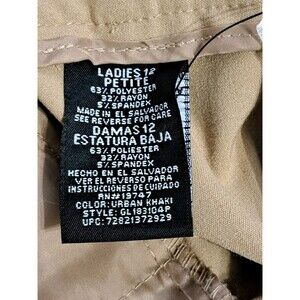 LADIES 12
PETITE
63% POLYESTER
32% RAYON
5% SPANDEX
MADE IN EL SALVADOR
SEE REVERSE FOR CARE
DAMAS 12
ESTATURA BAJA
63% POLIESTER
32% RAYON
5% SPANDEX
HECHO EN EL SALVADOR
VER EL REVERSO PARA
INSTRUCCIONES DE CUIDADO
RN#19747
COLOR: URBAN KHAKI
STYLE: GL183104P
UPC: 72821372929